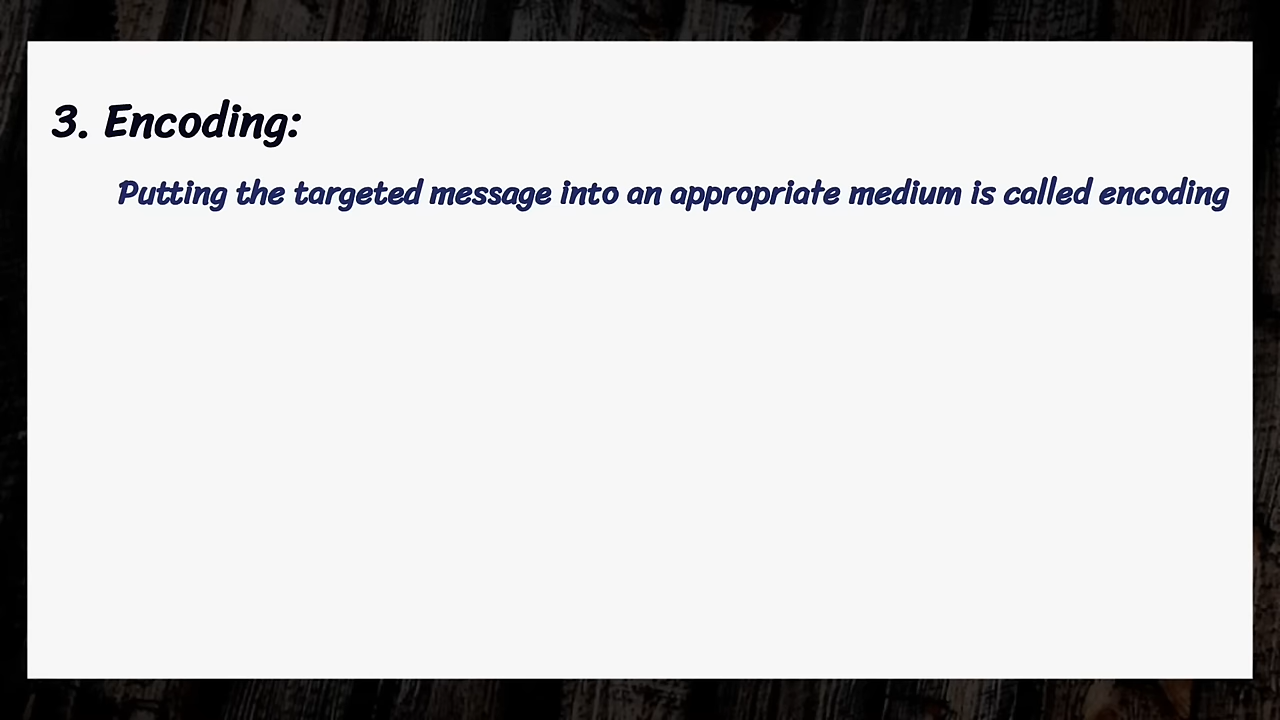 3. Encoding:
Putting the targeted message into an appropriate medium is called encoding